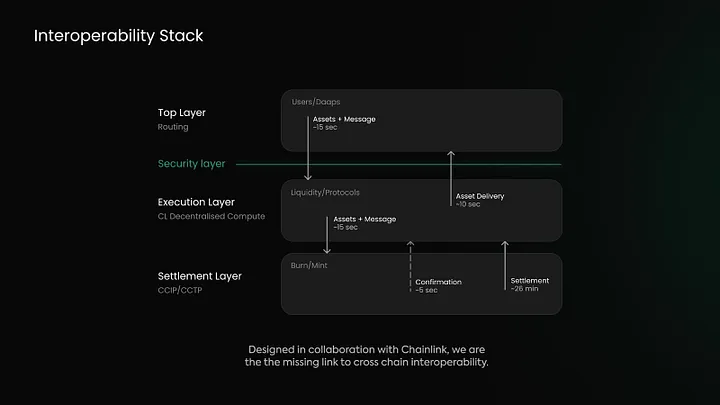 Interoperability Stack
Users/Daaps
Top Layer
Routing
Assets + Message
~15 sec
Security layer
Liquidity/Protocols
Execution Layer
CL Decentralised Compute
Asset Delivery
~10 sec
Assets + Message
~15 sec
Burn/Mint
Settlement Layer
CCIP/CCTP
Confirmation
~5 sec
Settlement
~26 min
Designed in collaboration with Chainlink, we are
the the missing link to cross chain interoperability.